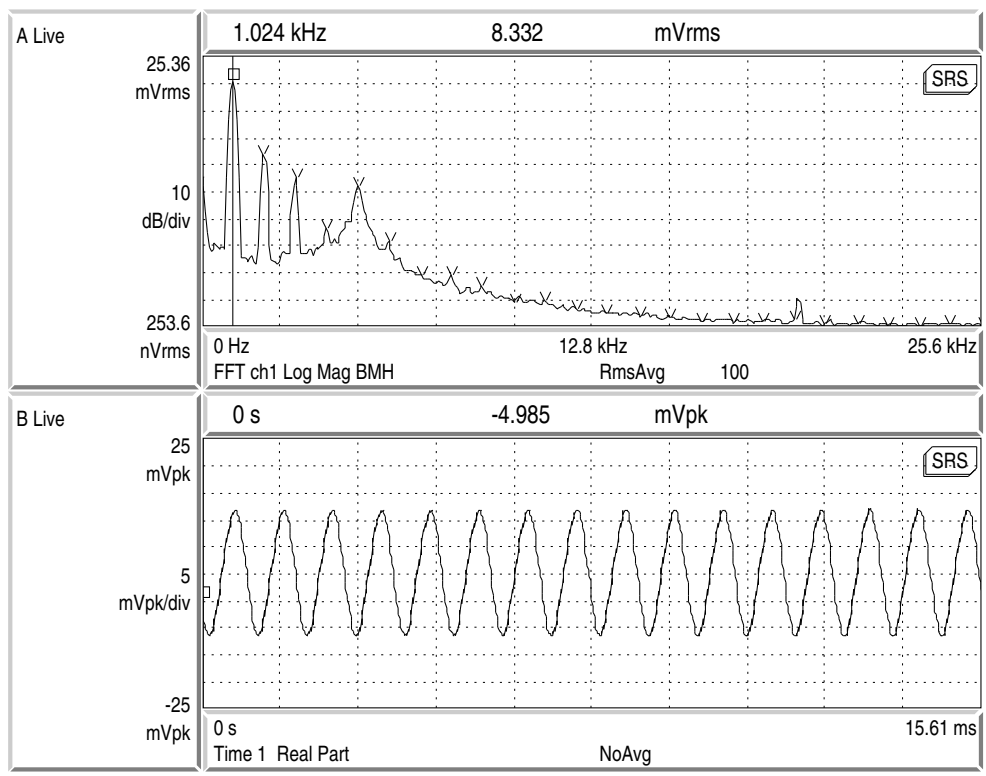 A Live
1.024 kHz 8.332 mVrms
25.36
mVrms
SRS
10
dB/div
253.6
nVrms
0 Hz 12.8 kHz 25.6 kHz
FFT ch1 Log Mag BMH RmsAvg 100
B Live
0 s -4.985 mVpk
25
mVpk
SRS
5
mVpk/div
-25
mVpk
0 s 15.61 ms
Time 1 Real Part NoAvg